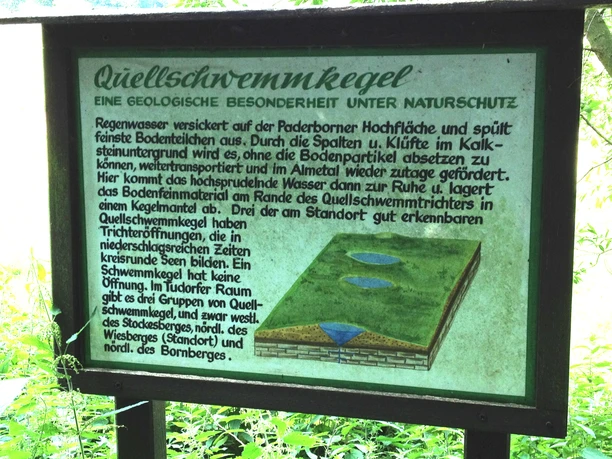 Quellschwemmkegel
EINE GEOLOGISCHE BESONDERHEIT UNTER NATURSCHUTZ
Regenwasser versickert auf der Paderborner Hochfläche und spült
feinste Bodenteilchen aus. Durch die Spalten u. Klüfte im Kalk-
steinuntergrund wird es, ohne die Bodenpartikel absetzen zu
können, weitertransportiert und im Almetal wieder zutage gefördert.
Hier kommt das hochsprudelnde Wasser dann zur Ruhe u. lagert
das Bodenfeinmaterial am Rande des Quellschwemmtrichters in
einem Kegelmantel ab. Drei der am Standort gut erkennbaren
Quellschwemmkegel haben
Trichteröffnungen, die in
niederschlagsreichen Zeiten
kreisrunde Seen bilden. Ein
Schwemmkegel hat keine
Öffnung. Im Tudorfer Raum
gibt es drei Gruppen von Quell-
schwemmkegel, und zwar westl.
des Stockesberges, nördl. des
Wiesberges (Standort) und
nördl. des Bornberges.